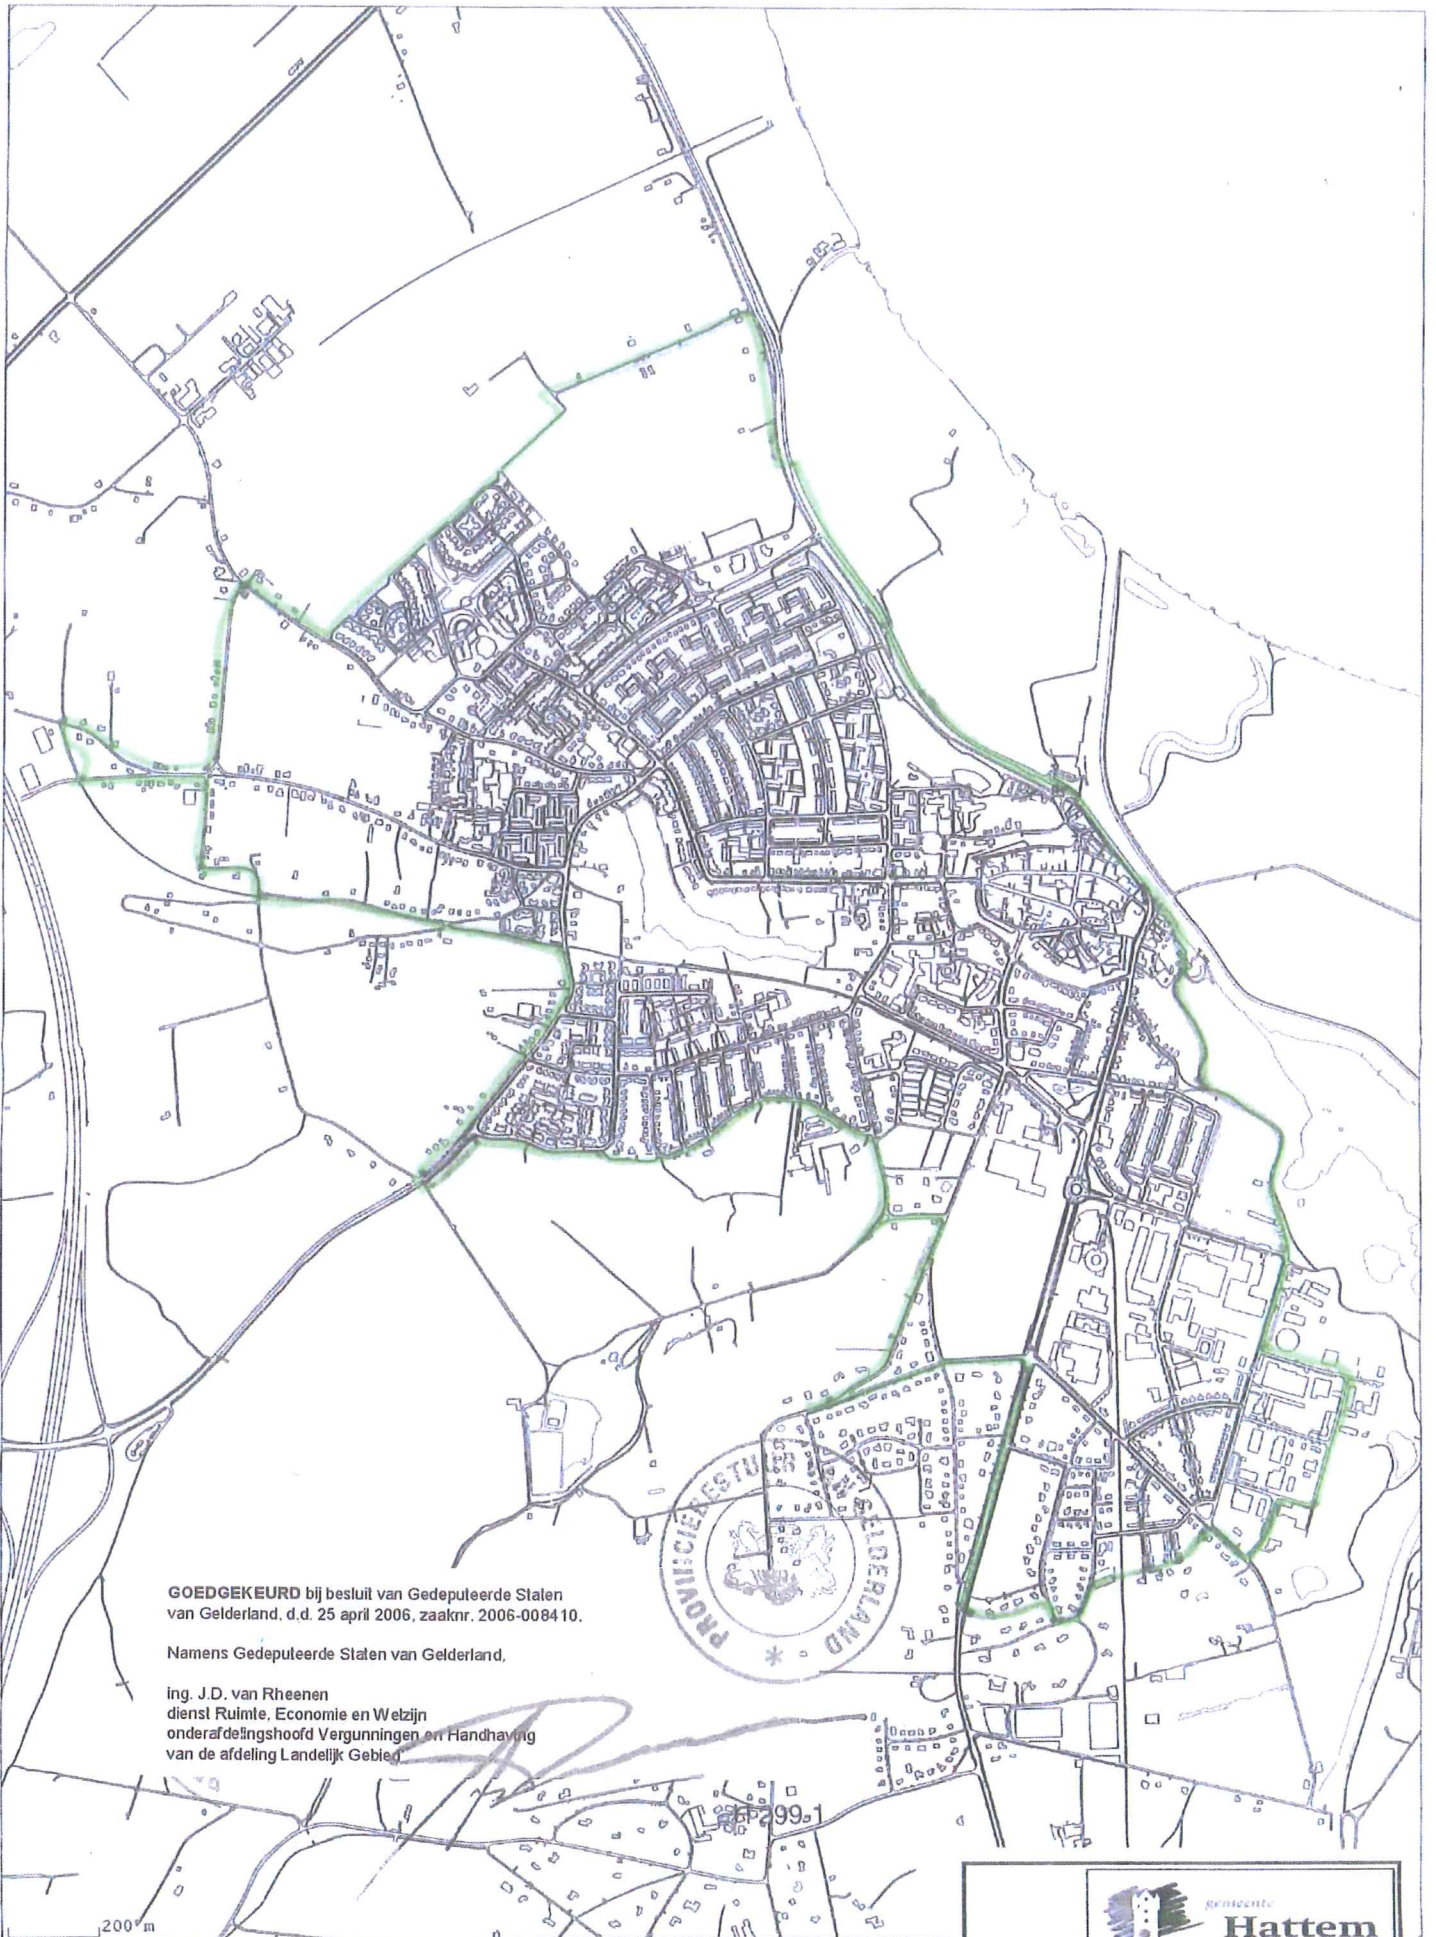 PROVINCIEBESTUUR GELDERLAND *
GOEDGEKEURD bij besluit van Gedeputeerde Staten
van Gelderland, d.d. 25 april 2006, zaaknr. 2006-008410.
Namens Gedeputeerde Staten van Gelderland,
ing. J.D. van Rheenen
dienst Ruimte, Economie en Welzijn
onderafdelingshoofd Vergunningen en Handhaving
van de afdeling Landelijk Gebied
299.1
200 m
gemeente
Hattem